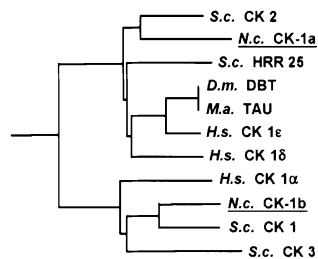 S.c. CK 2
N.c. CK-1a
S.c. HRR 25
D.m. DBT
M.a. TAU
H.s. CK 1ε
H.s. CK 1δ
H.s. CK 1α
N.c. CK-1b
S.c. CK 1
S.c. CK 3